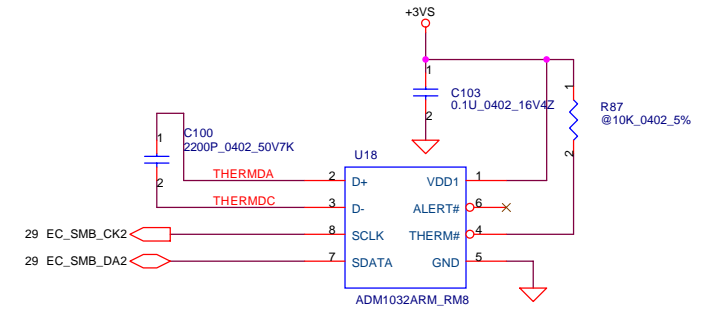 +3VS
1
C103
0.1U_0402_16V4Z
2
1
R87
@10K_0402_5%
2
1
C100
2200P_0402_50V7K
2
U18
THERMDA
2
D+
VDD1
1
THERMDC
3
D-
ALERT#
6
29 EC_SMB_CK2
8
SCLK
THERM#
4
29 EC_SMB_DA2
7
SDATA
GND
5
ADM1032ARM_RM8